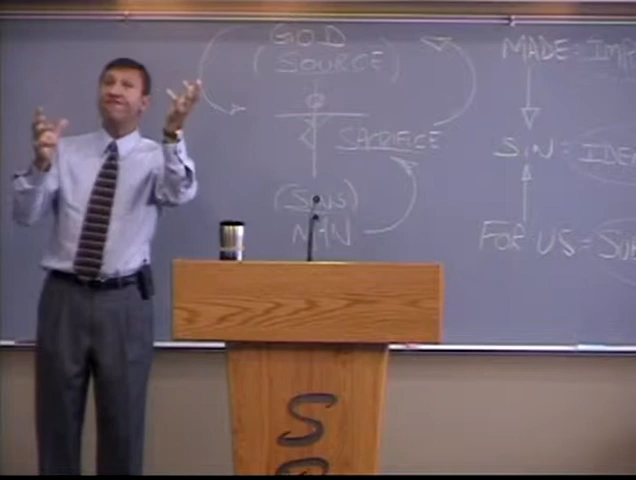 GOD
(SOURCE)
SACRIFICE
(SINS)
MAN
MADE =
SIN =
FOR US =
S